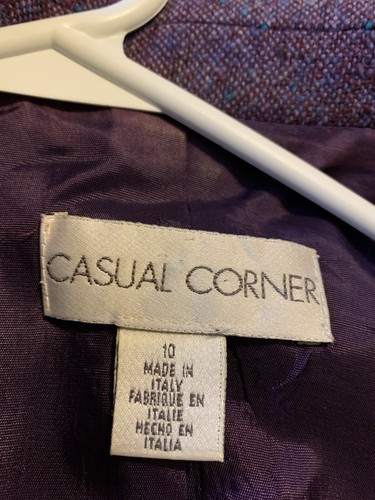 CASUAL CORNER
10
MADE IN
ITALY
FABRIQUE EN
ITALIE
HECHO EN
ITALIA